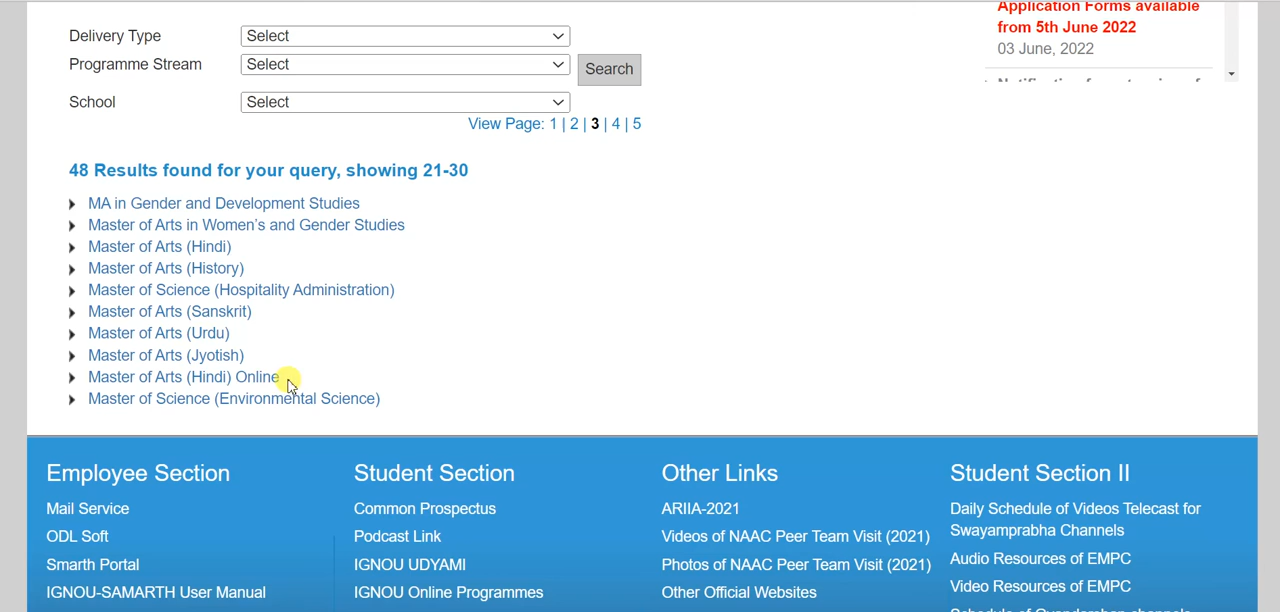 Application Forms available
from 5th June 2022
03 June, 2022
Delivery Type Select
Programme Stream Select Search
School Select
View Page: 1 | 2 | 3 | 4 | 5
48 Results found for your query, showing 21-30
MA in Gender and Development Studies
Master of Arts in Women's and Gender Studies
Master of Arts (Hindi)
Master of Arts (History)
Master of Science (Hospitality Administration)
Master of Arts (Sanskrit)
Master of Arts (Urdu)
Master of Arts (Jyotish)
Master of Arts (Hindi) Online
Master of Science (Environmental Science)
Employee Section
Mail Service
ODL Soft
Smarth Portal
IGNOU-SAMARTH User Manual
Student Section
Common Prospectus
Podcast Link
IGNOU UDYAMI
IGNOU Online Programmes
Other Links
ARIIA-2021
Videos of NAAC Peer Team Visit (2021)
Photos of NAAC Peer Team Visit (2021)
Other Official Websites
Student Section II
Daily Schedule of Videos Telecast for
Swayamprabha Channels
Audio Resources of EMPC
Video Resources of EMPC